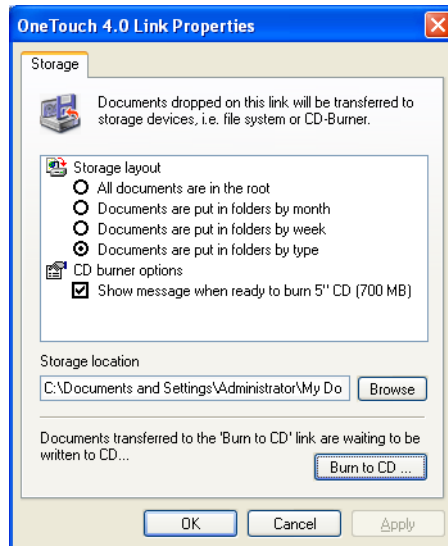 OneTouch 4.0 Link Properties
Storage
Documents dropped on this link will be transferred to
storage devices, i.e. file system or CD-Burner.
Storage layout
All documents are in the root
Documents are put in folders by month
Documents are put in folders by week
Documents are put in folders by type
CD burner options
Show message when ready to burn 5" CD (700 MB)
Storage location
C:\Documents and Settings\Administrator\My Do
Browse
Documents transferred to the 'Burn to CD' link are waiting to be
written to CD...
Burn to CD ...
OK
Cancel
Apply